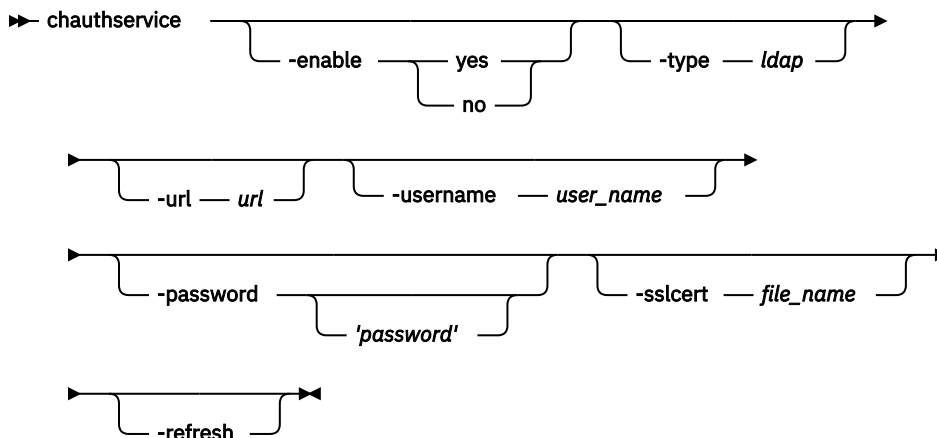 chauthservice
-enable yes -type ldap
no
-url url -username user_name
-password -sslcert file_name
'password'
-refresh